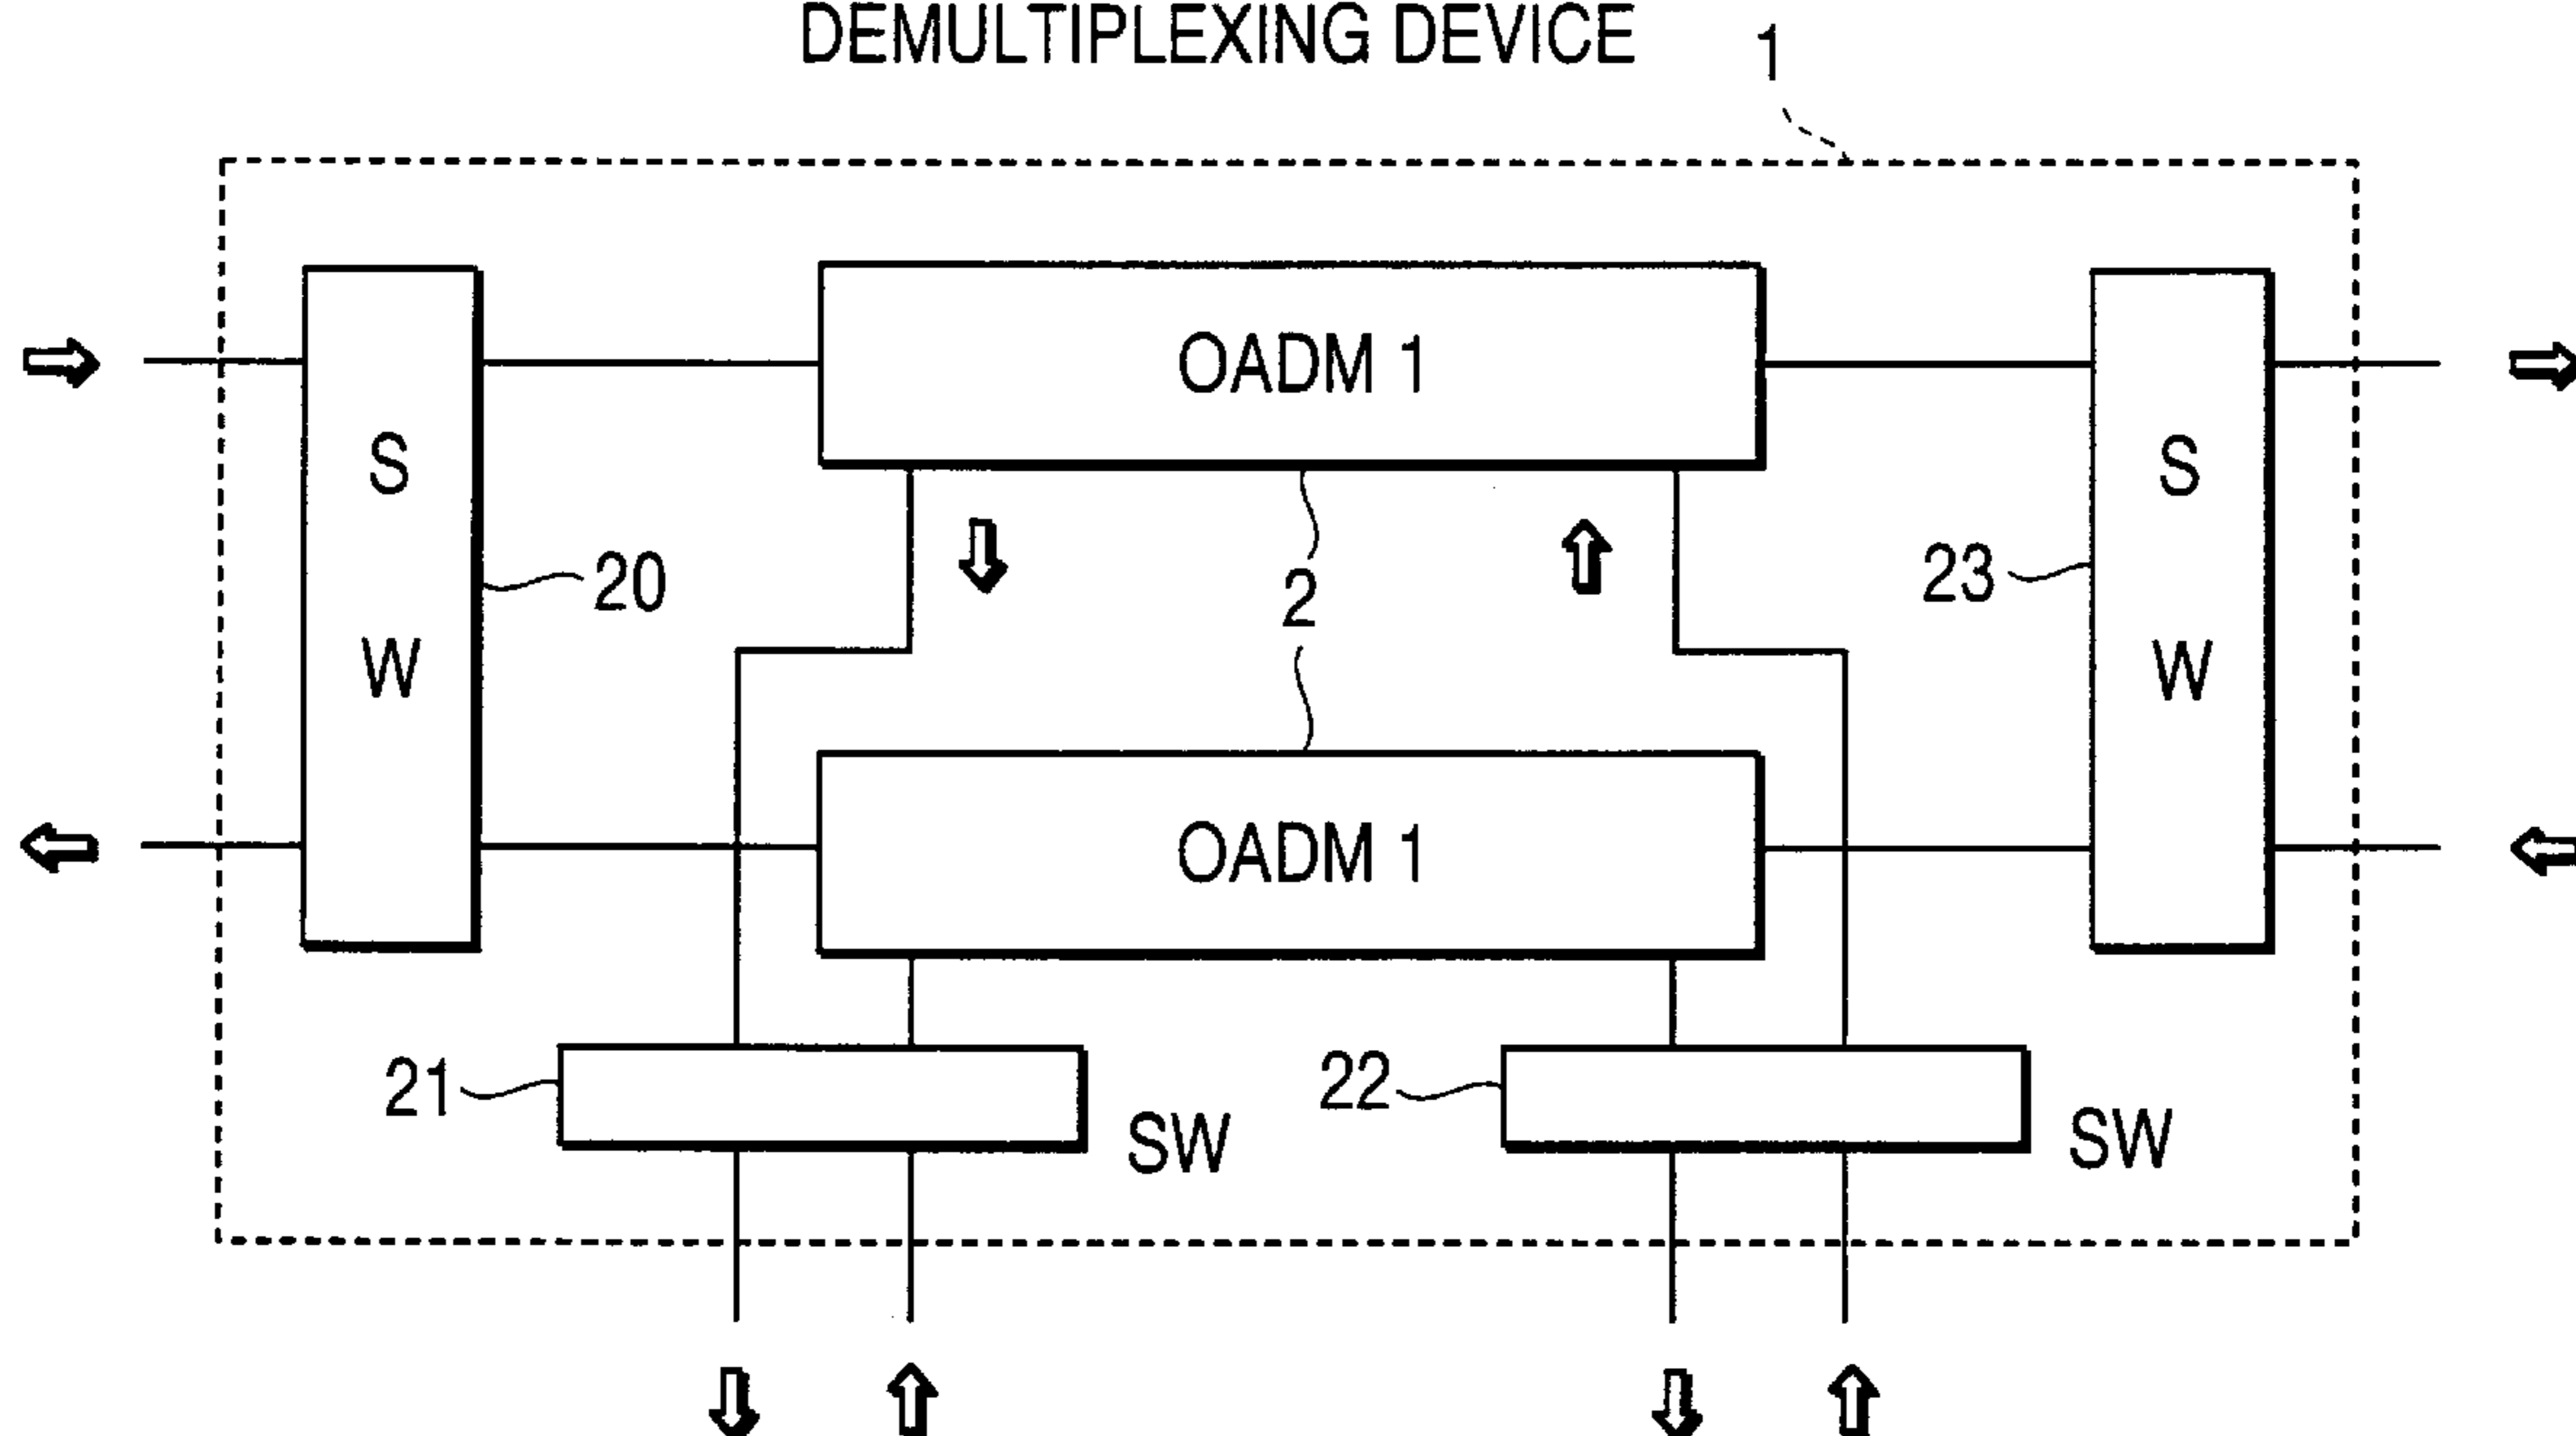 DEMULTIPLEXING DEVICE
1
OADM 1
S
W
20
2
23
S
W
OADM 1
21
SW
22
SW